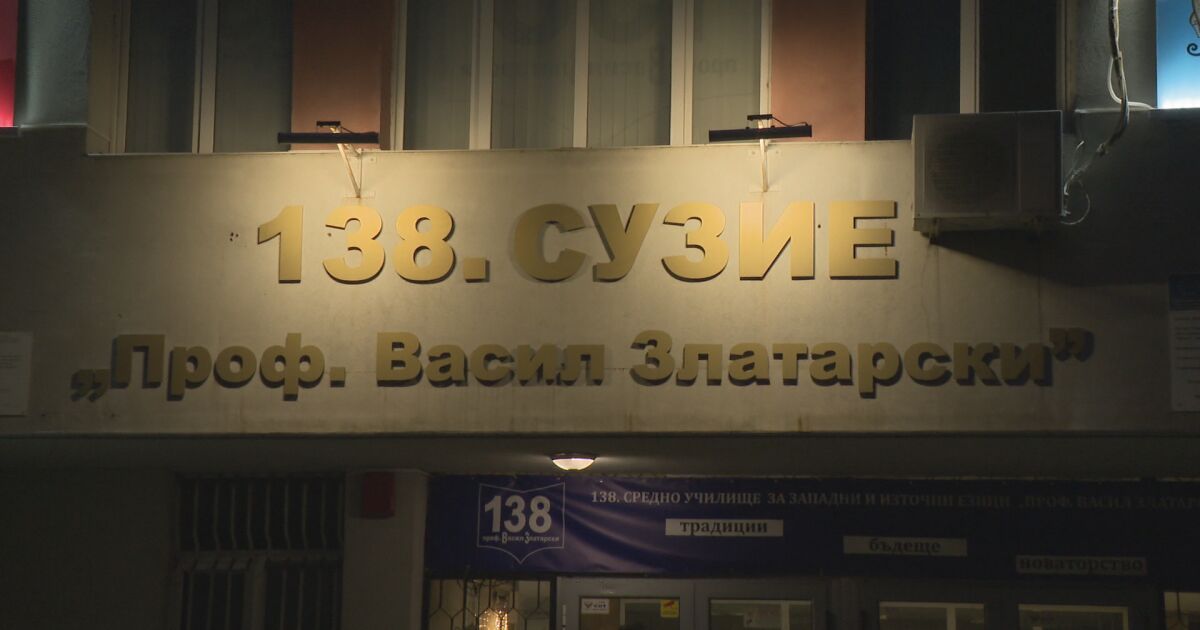 138. СУЗИЕ
„Проф. Васил Златарски”
138
проф. Васил Златарски
138. СРЕДНО УЧИЛИЩЕ ЗА ЗАПАДНИ И ИЗТОЧНИ ЕЗИЦИ „ПРОФ. ВАСИЛ ЗЛАТАР
традиции
бъдеще
новаторство